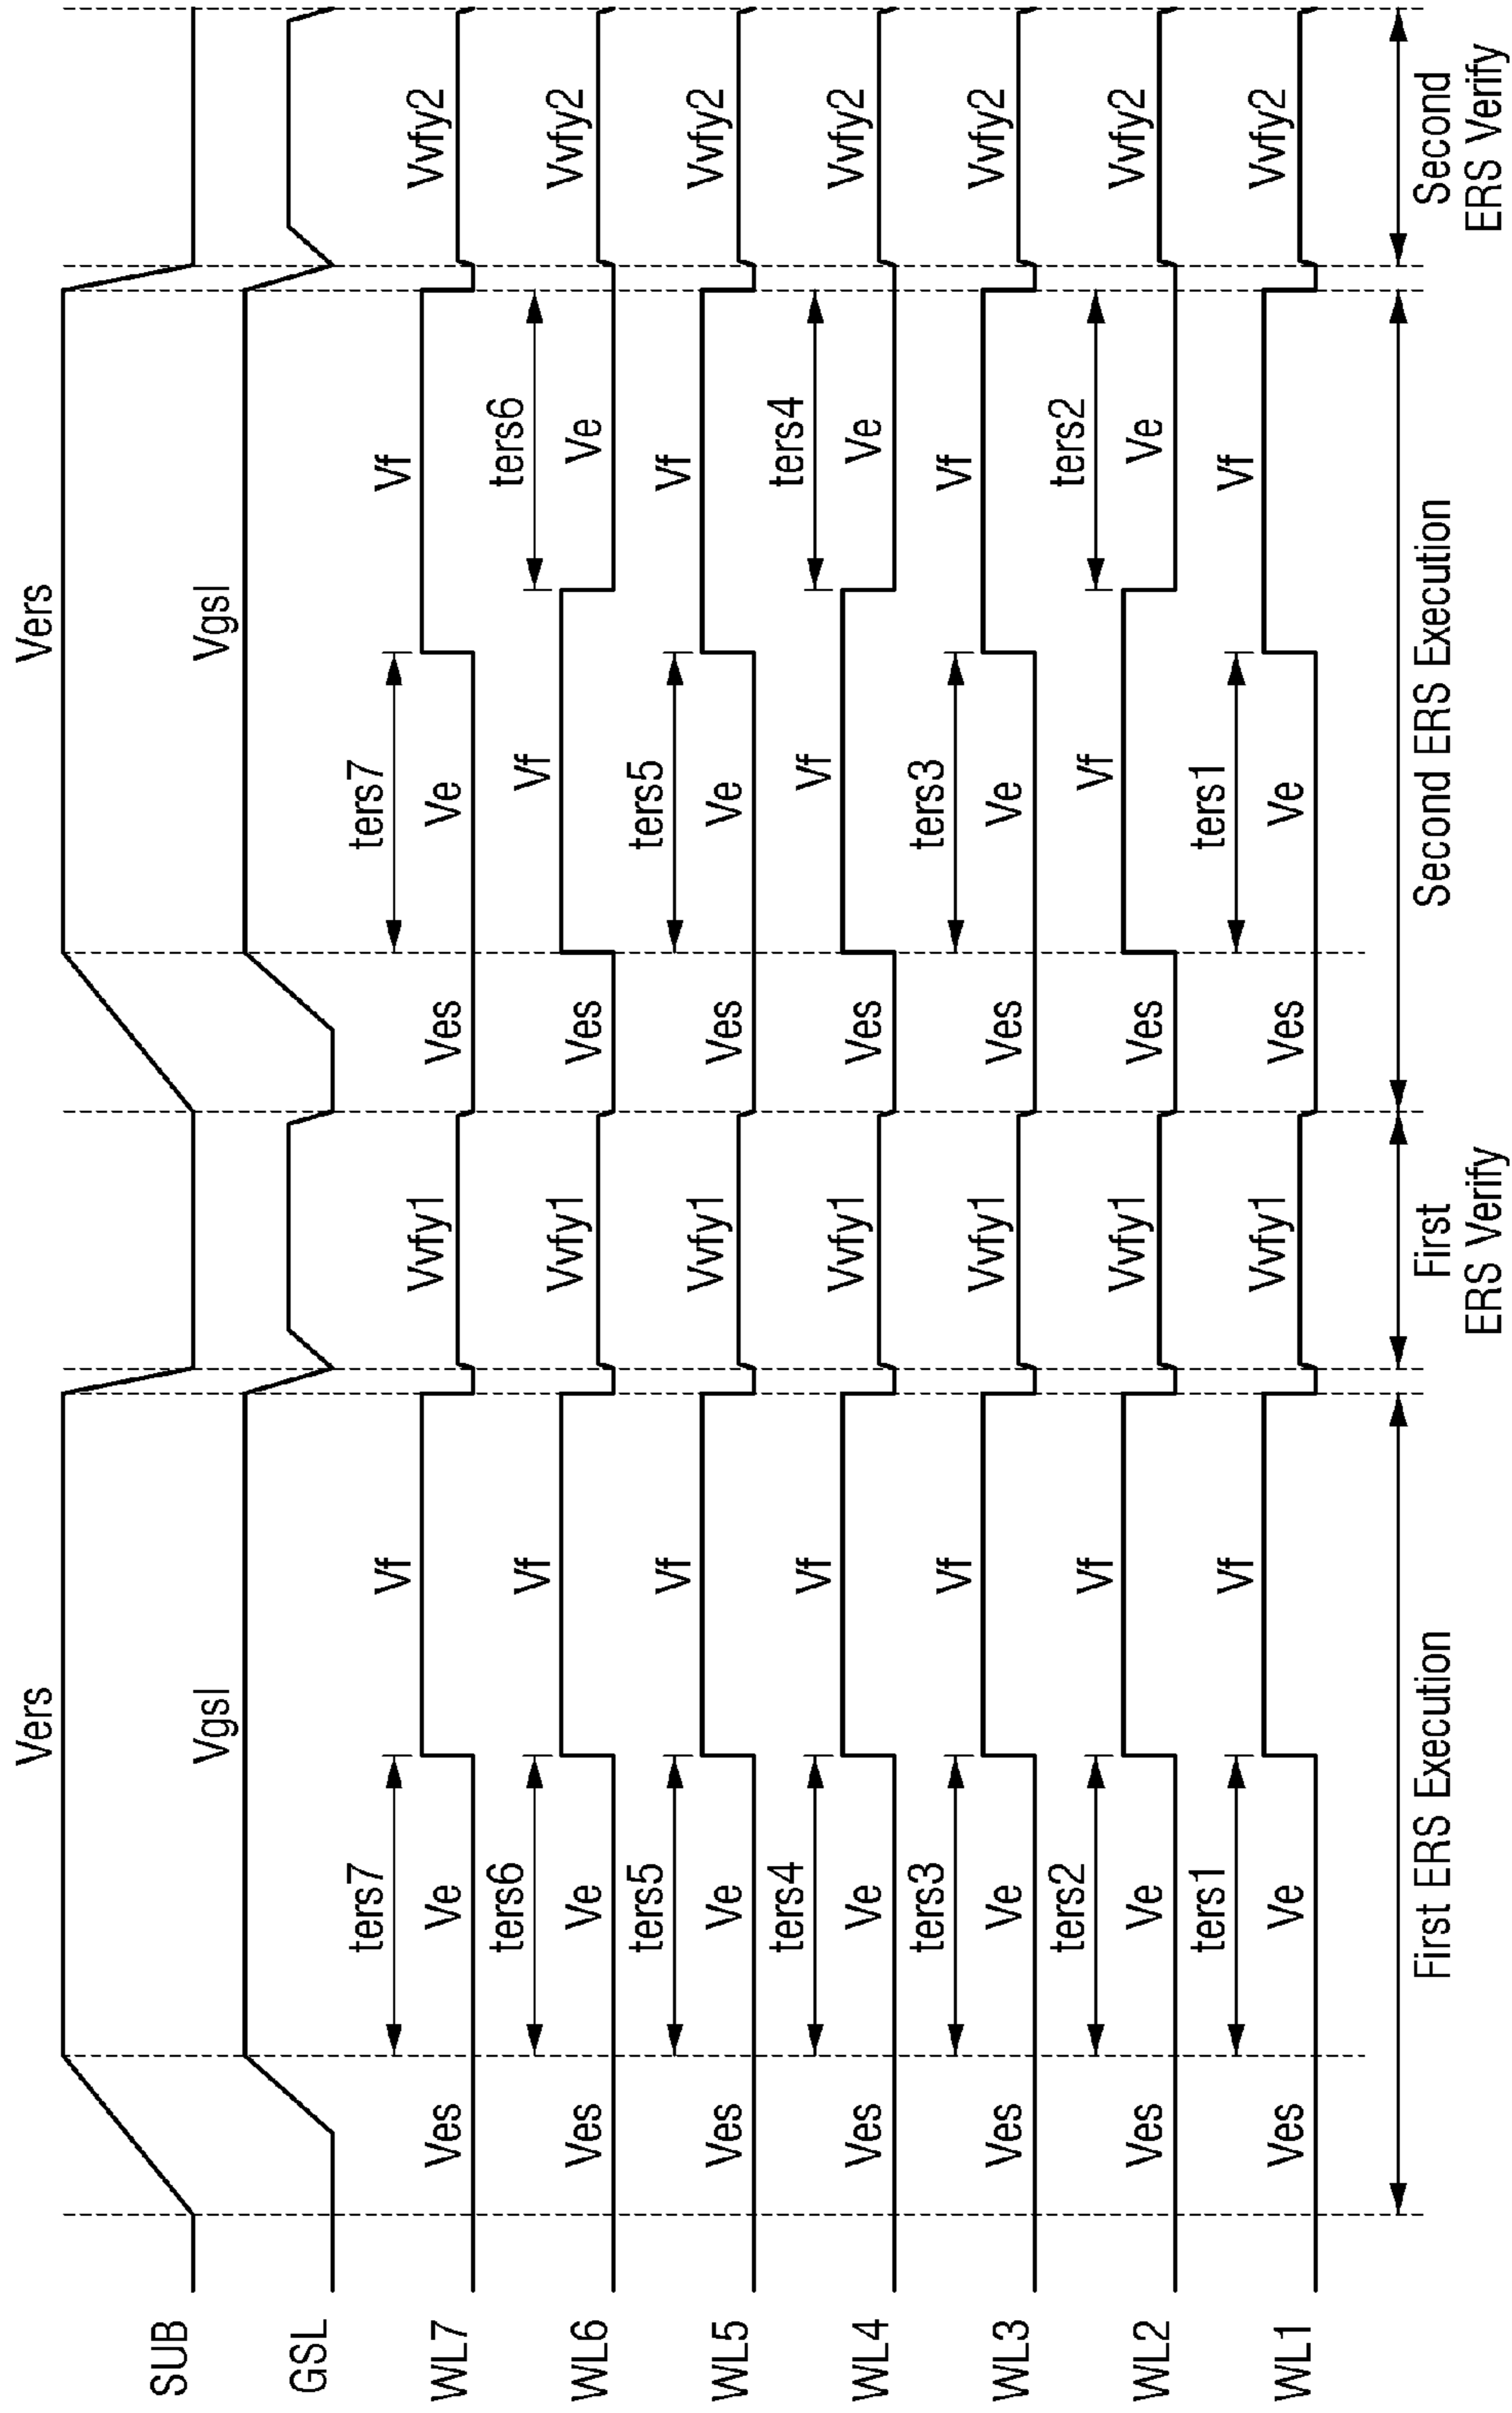 Vers
Vers
SUB
Vgsl
Vgsl
GSL
ters7
ters7
Vf
Vvfy1
Vf
Vvfy2
WL7
Ves
Ve
Ves
Ve
ters6
ters6
Vf
Vvfy1
Vf
Vvfy2
WL6
Ves
Ve
Ves
Ve
ters5
ters5
Vf
Vvfy1
Vf
Vvfy2
WL5
Ves
Ve
Ves
Ve
ters4
ters4
Vf
Vvfy1
Vf
Vvfy2
WL4
Ves
Ve
Ves
Ve
ters3
ters3
Vf
Vvfy1
Vf
Vvfy2
WL3
Ves
Ve
Ves
Ve
ters2
ters2
Vf
Vvfy1
Vf
Vvfy2
WL2
Ves
Ve
Ves
Ve
ters1
ters1
Vf
Vvfy1
Vf
Vvfy2
WL1
Ves
Ve
Ves
Ve
First ERS Execution
First
ERS Verify
Second ERS Execution
Second
ERS Verify